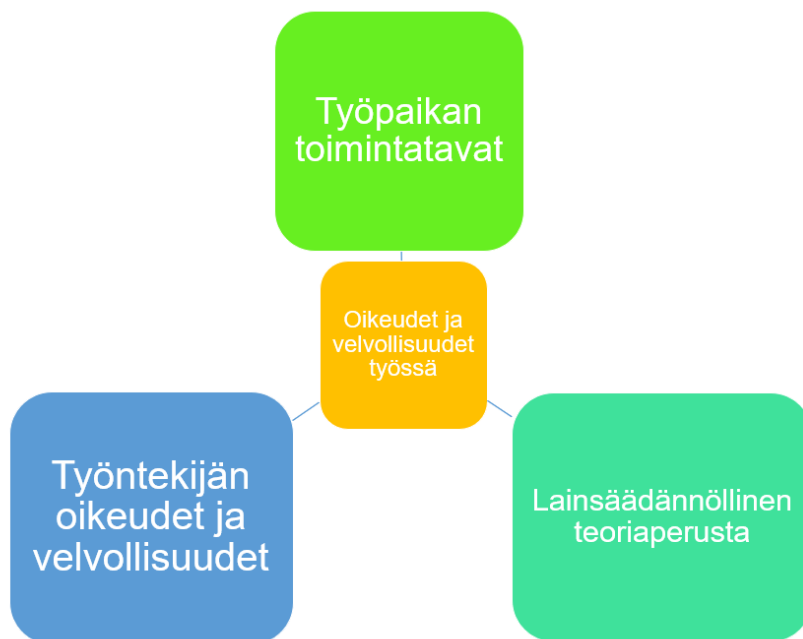 Työpaikan
toimintatavat
Oikeudet ja
velvollisuudet
työssä
Työntekijän
oikeudet ja
velvollisuudet
Lainsäädännöllinen
teoriaperusta